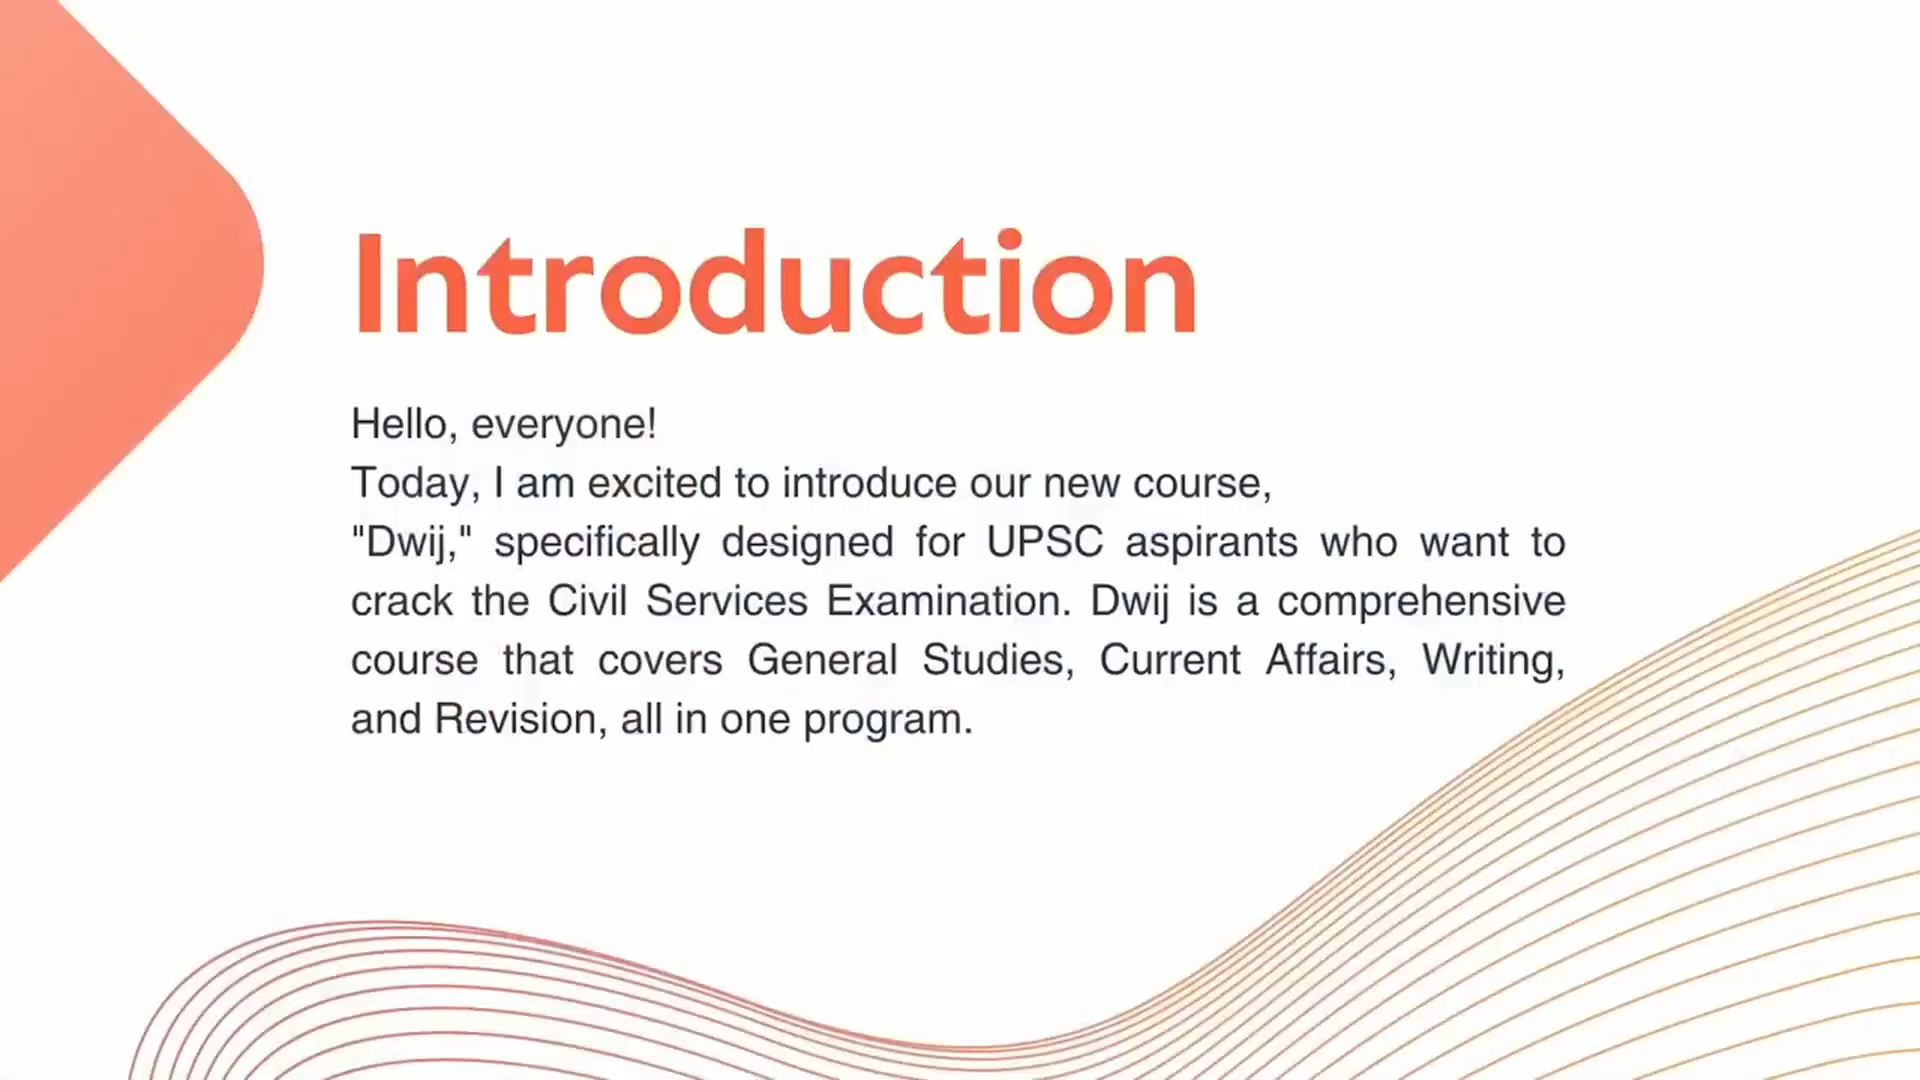 Introduction
Hello, everyone!
Today, I am excited to introduce our new course,
"Dwij," specifically designed for UPSC aspirants who want to
crack the Civil Services Examination. Dwij is a comprehensive
course that covers General Studies, Current Affairs, Writing,
and Revision, all in one program.